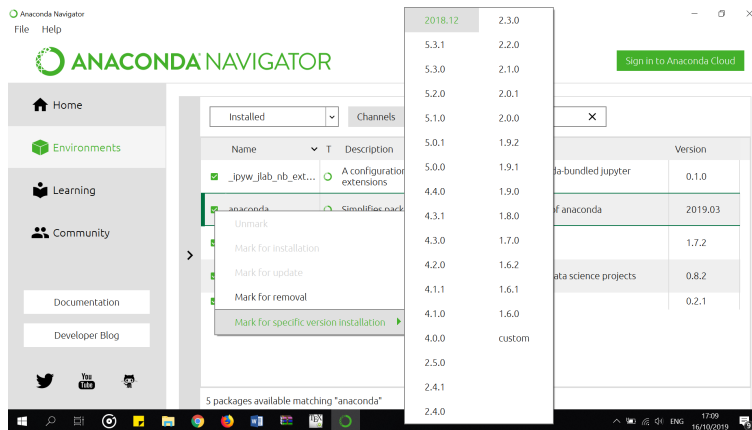 Anaconda Navigator
File Help
ANACONDA NAVIGATOR
Sign in to Anaconda Cloud
Home
Environments
Learning
Community
Documentation
Developer Blog
You
Tube
Installed
Channels
Name T Description
Version
_ipyw_jlab_nb_ext...
A configuration
extensions
da-bundled jupyter
0.1.0
anaconda
Simplifies pack
of anaconda
2019.03
1.7.2
ata science projects
0.8.2
0.2.1
Unmark
Mark for installation
Mark for update
Mark for removal
Mark for specific version installation
2018.12
5.3.1
5.3.0
5.2.0
5.1.0
5.0.1
5.0.0
4.4.0
4.3.1
4.3.0
4.2.0
4.1.1
4.1.0
4.0.0
2.5.0
2.4.1
2.4.0
2.3.0
2.2.0
2.1.0
2.0.1
2.0.0
1.9.2
1.9.1
1.9.0
1.8.0
1.7.0
1.6.2
1.6.1
1.6.0
custom
5 packages available matching "anaconda"
ENG
17:09
16/10/2019